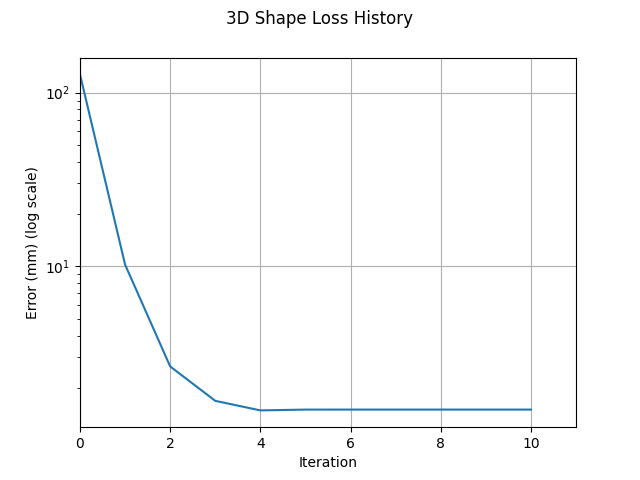 3D Shape Loss History
Error (mm) (log scale)
10²
10¹
0 2 4 6 8 10
Iteration